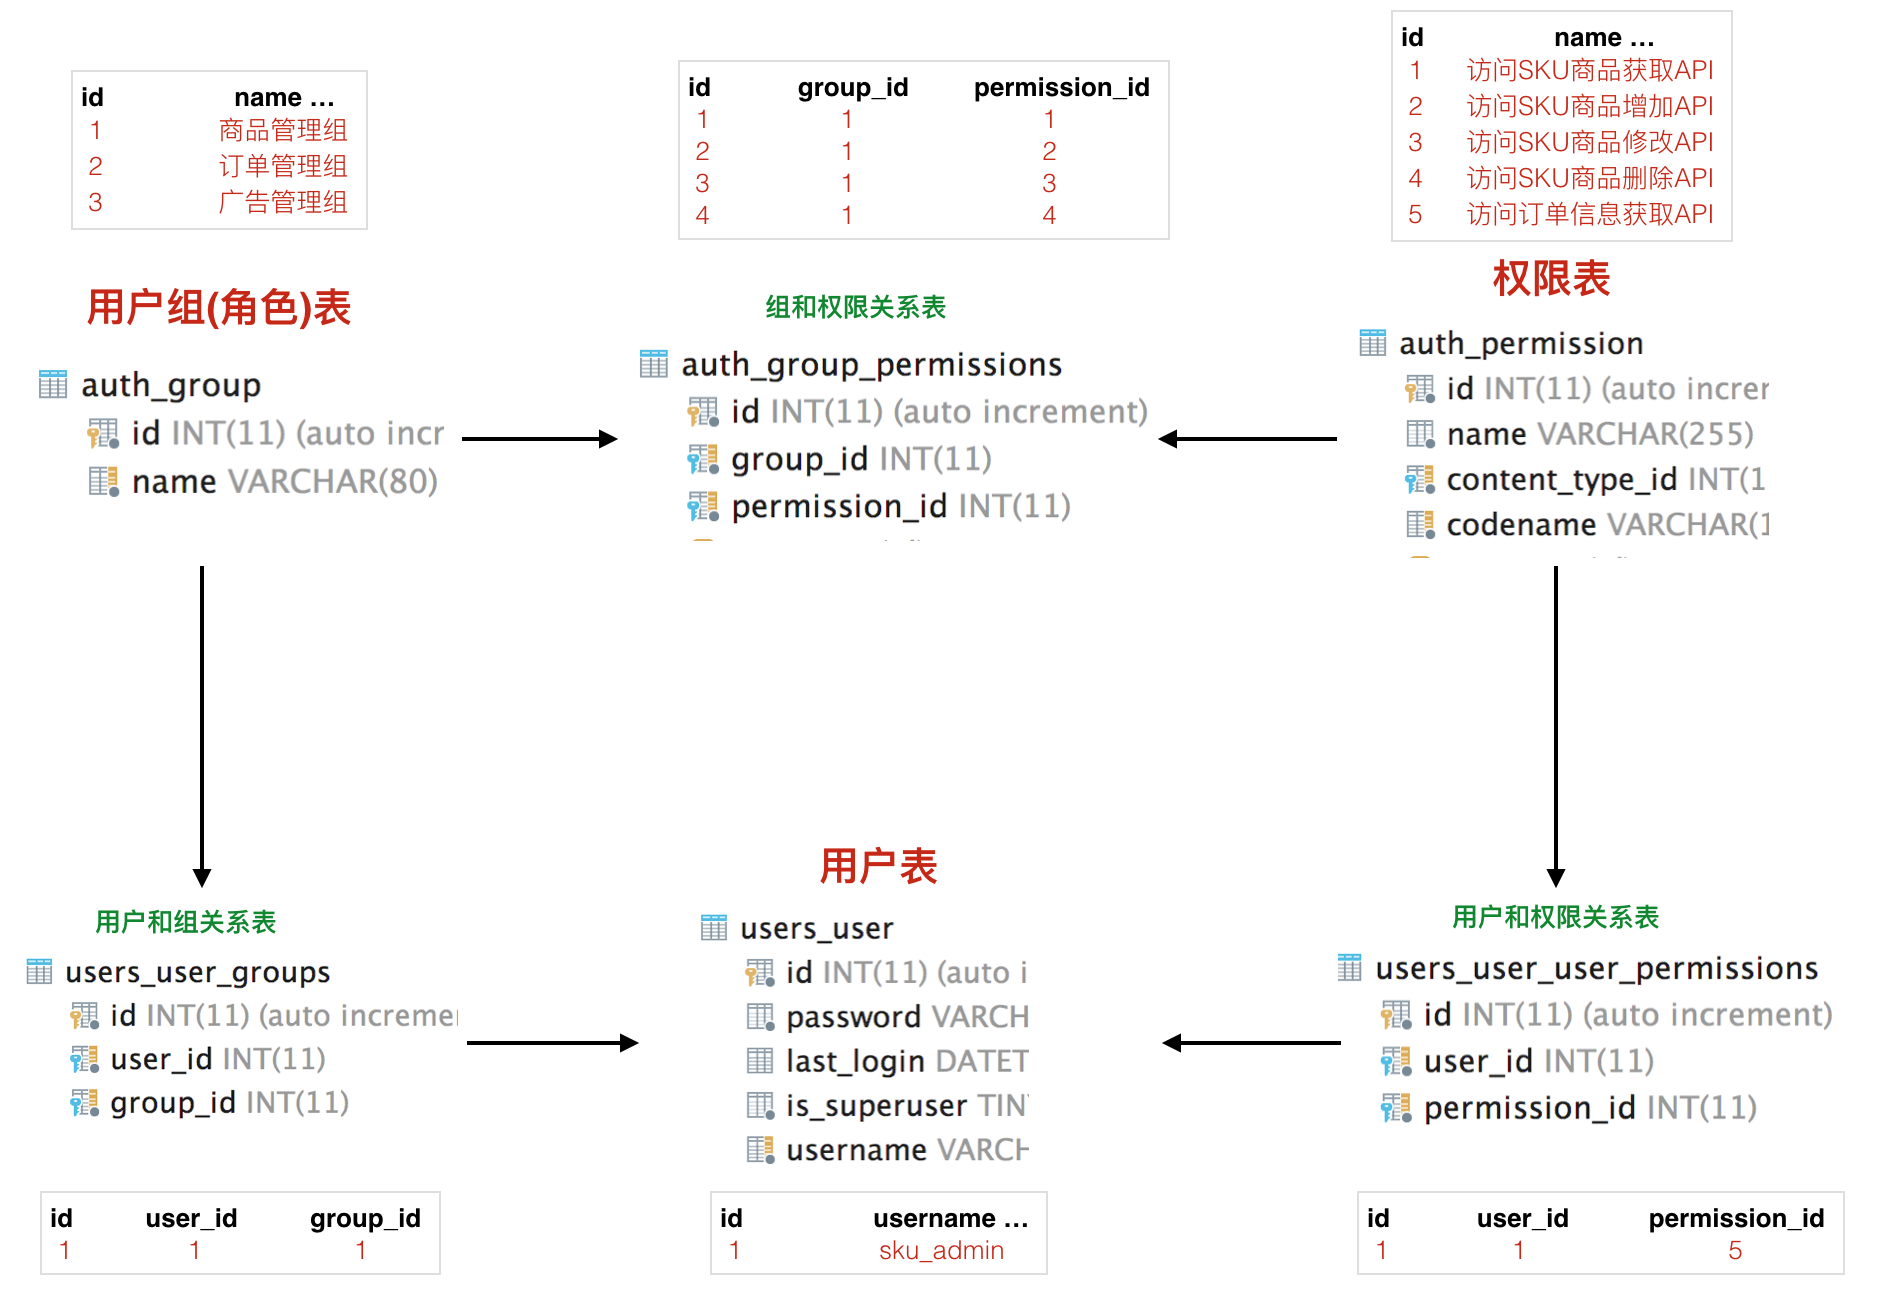 id name ...
1 商品管理组
2 订单管理组
3 广告管理组
用户组(角色)表
auth_group
id INT(11) (auto incr
name VARCHAR(80)
id group_id permission_id
1 1 1
2 1 2
3 1 3
4 1 4
组和权限关系表
auth_group_permissions
id INT(11) (auto increment)
group_id INT(11)
permission_id INT(11)
id name ...
1 访问SKU商品获取API
2 访问SKU商品增加API
3 访问SKU商品修改API
4 访问SKU商品删除API
5 访问订单信息获取API
权限表
auth_permission
id INT(11) (auto increr
name VARCHAR(255)
content_type_id INT(1
codename VARCHAR(1
用户和组关系表
users_user_groups
id INT(11) (auto increme
user_id INT(11)
group_id INT(11)
id user_id group_id
1 1 1
用户表
users_user
id INT(11) (auto i
password VARCH
last_login DATET
is_superuser TIN
username VARCH
id username ...
1 sku_admin
用户和权限关系表
users_user_user_permissions
id INT(11) (auto increment)
user_id INT(11)
permission_id INT(11)
id user_id permission_id
1 1 5